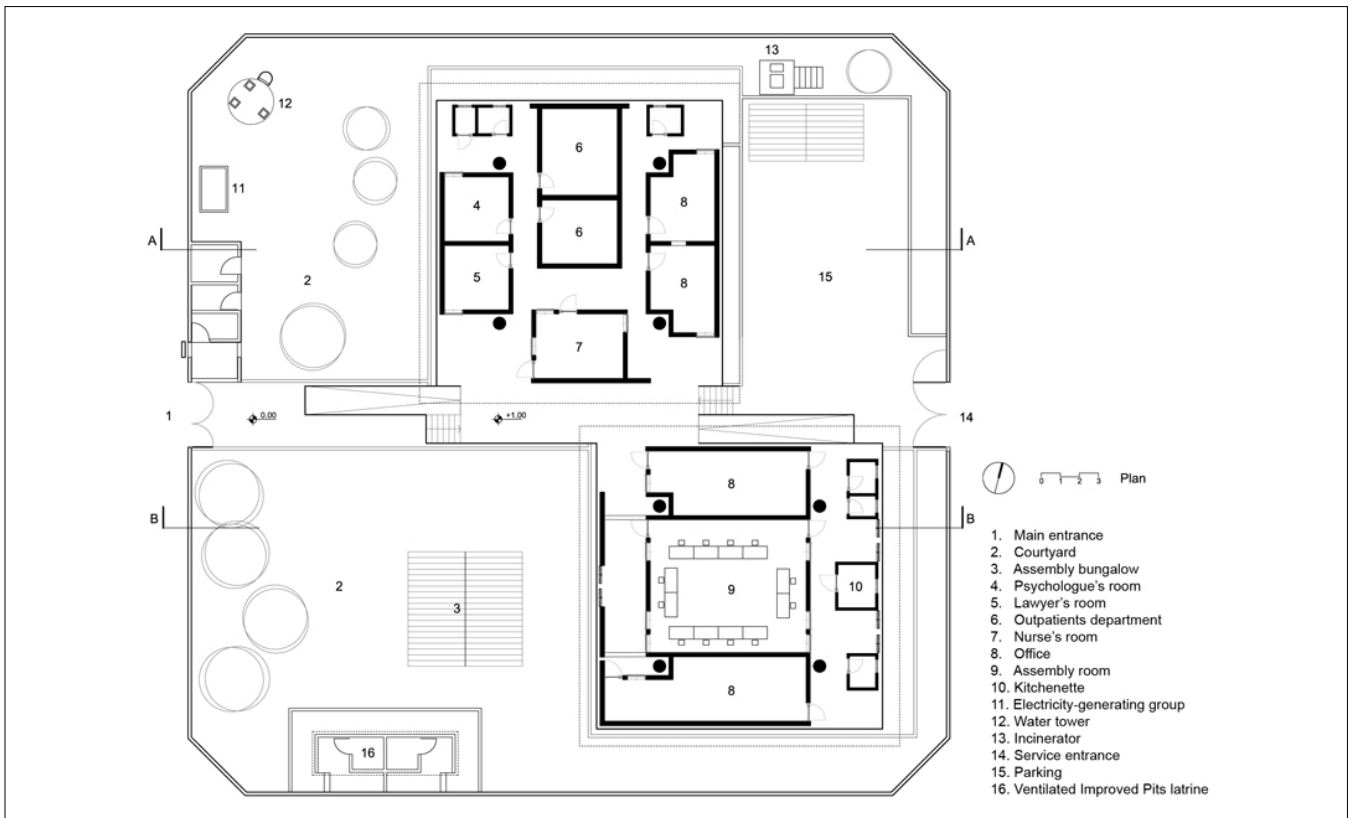 13
12
6
11
4
8
A
A
6
2
5
8
15
7
1
0.00
+1.00
14
8
0 1 2 3 Plan
B
B
1. Main entrance
2. Courtyard
3. Assembly bungalow
4. Psychologue's room
5. Lawyer's room
6. Outpatients department
7. Nurse's room
8. Office
9. Assembly room
10. Kitchenette
11. Electricity-generating group
12. Water tower
13. Incinerator
14. Service entrance
15. Parking
16. Ventilated Improved Pits latrine
2
9
10
3
8
16